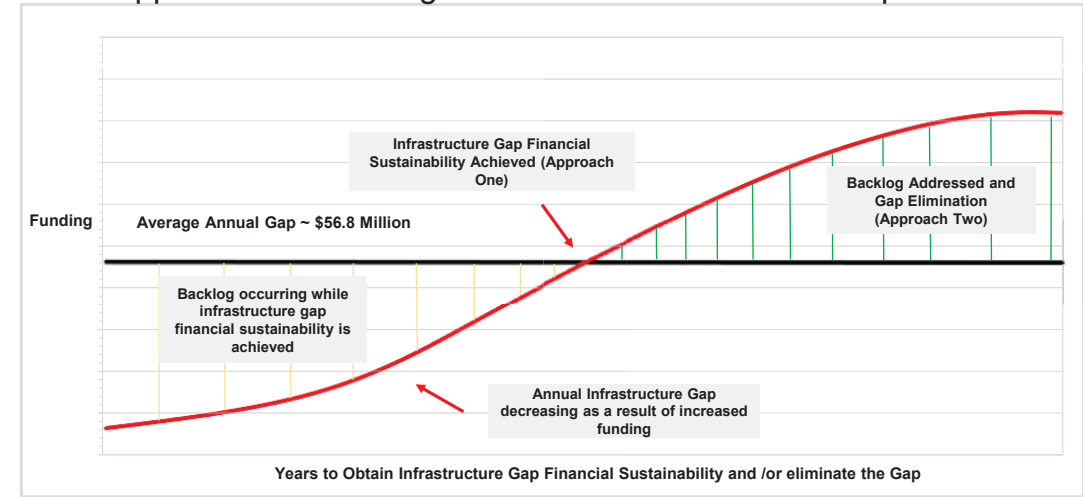 Infrastructure Gap Financial
Sustainability Achieved (Approach
One)
Backlog Addressed and
Gap Elimination
(Approach Two)
Funding
Average Annual Gap ~ $56.8 Million
Backlog occurring while
infrastructure gap
financial sustainability is
achieved
Annual Infrastructure Gap
decreasing as a result of increased
funding
Years to Obtain Infrastructure Gap Financial Sustainability and /or eliminate the Gap